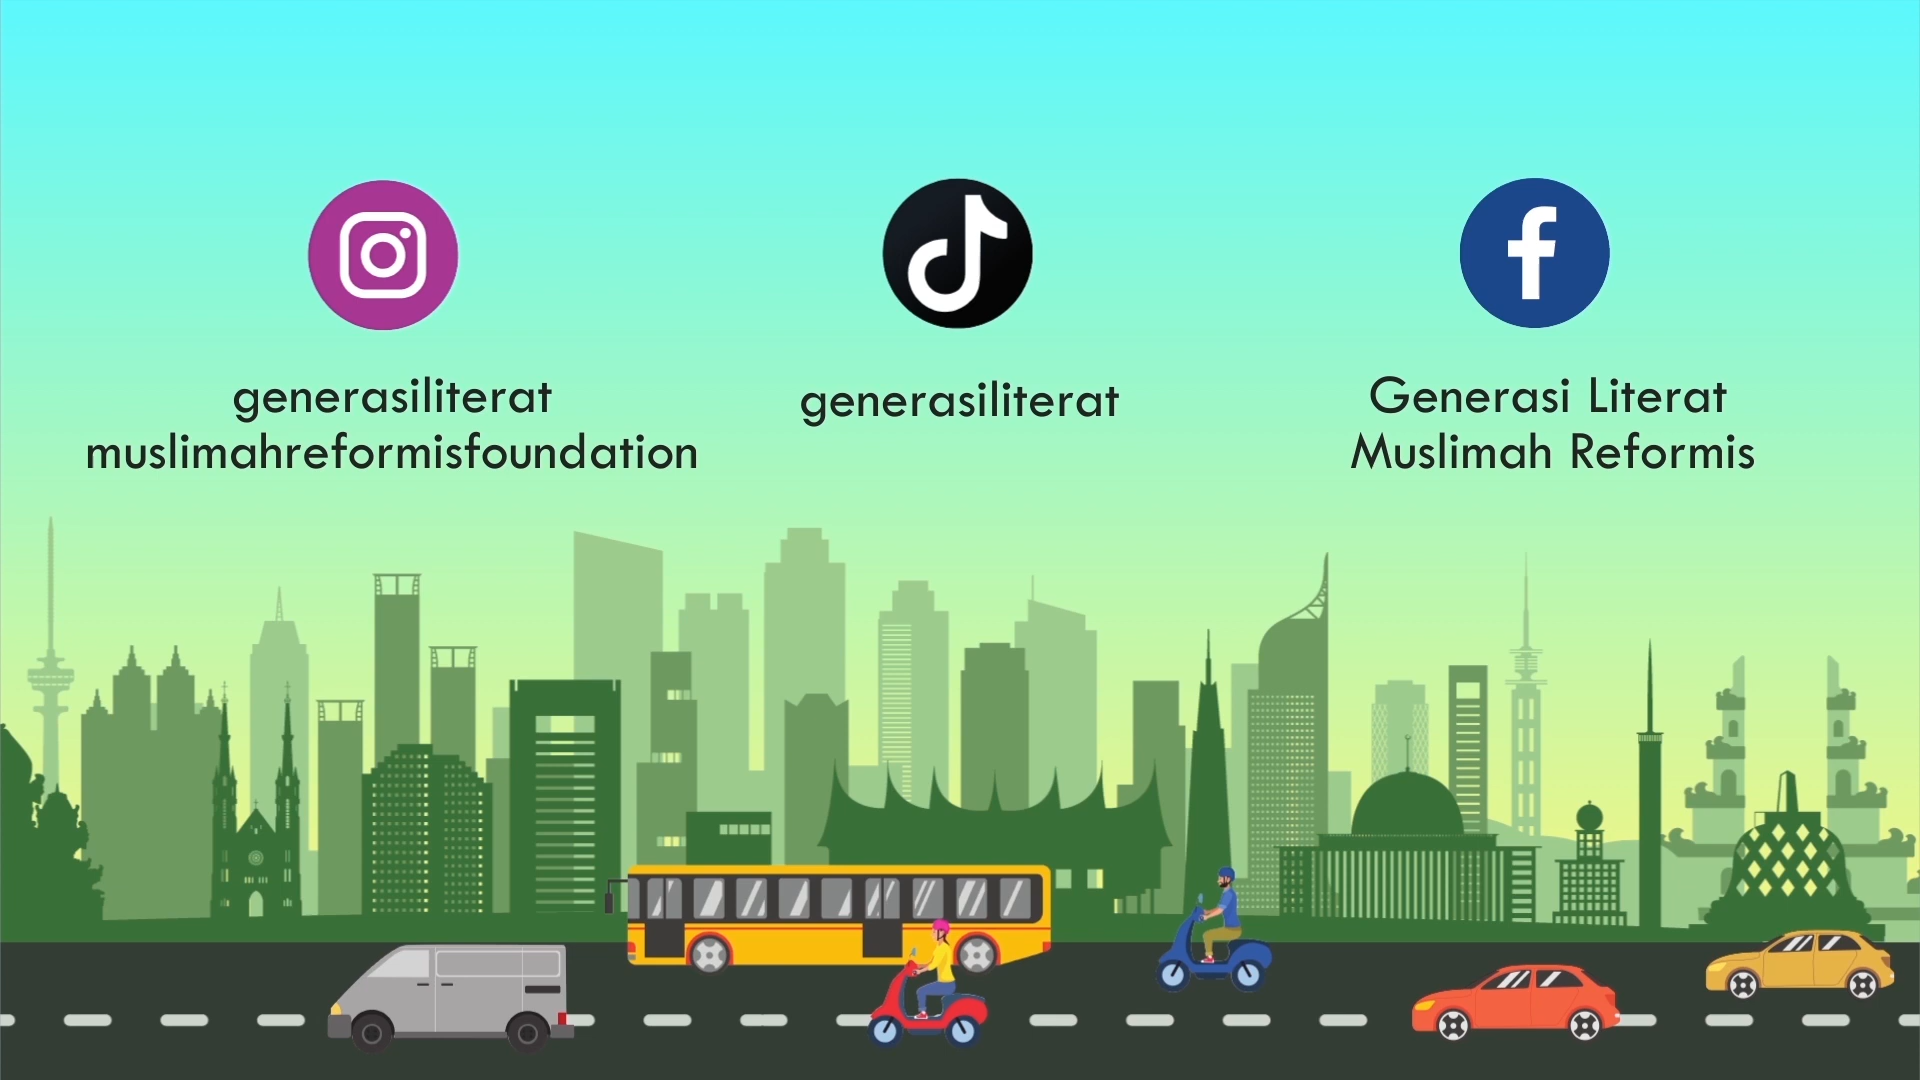 generasiliterat
muslimahreformisfoundation
generasiliterat
Generasi Literat
Muslimah Reformis